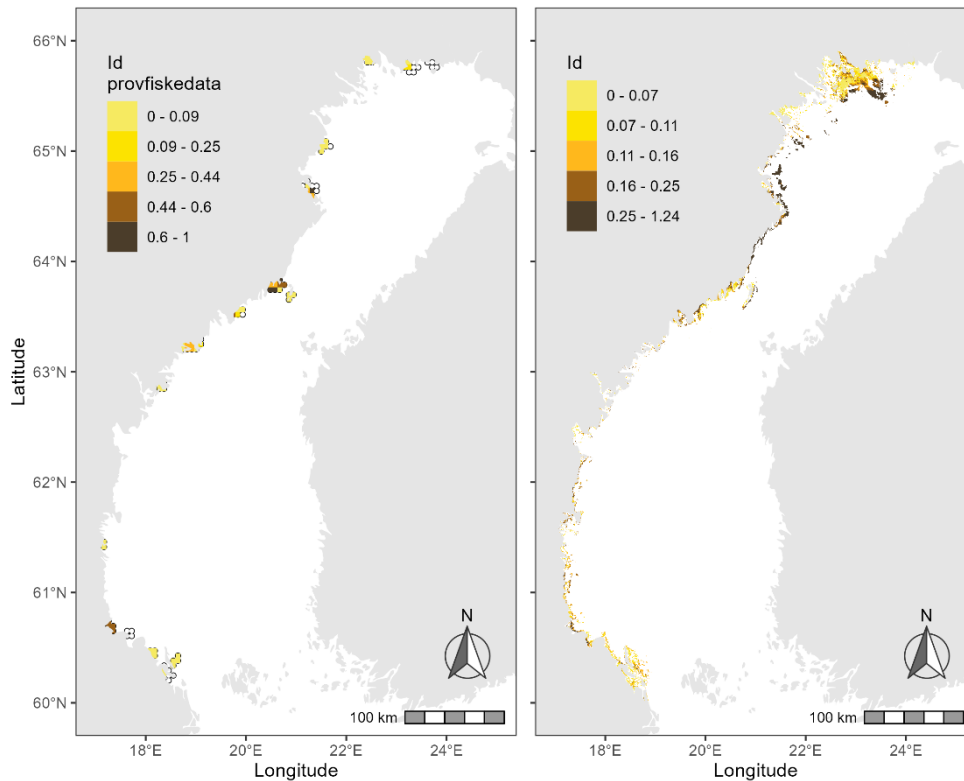 Id
provfiskedata
0 - 0.09
0.09 - 0.25
0.25 - 0.44
0.44 - 0.6
0.6 - 1
Id
0 - 0.07
0.07 - 0.11
0.11 - 0.16
0.16 - 0.25
0.25 - 1.24
66°N
65°N
64°N
63°N
62°N
61°N
60°N
Latitude
N
100 km
N
100 km
18°E
20°E
22°E
24°E
18°E
20°E
22°E
24°E
Longitude
Longitude